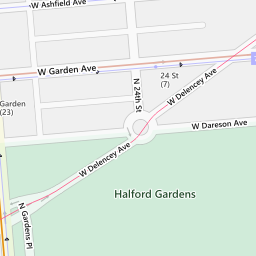 W Ashfield Ave
W Garden Ave
24 St
(7)
N 24th St
W Delencey Ave
Garden
(23)
W Dareson Ave
W Delencey Ave
Halford Gardens
N Gardens Pl